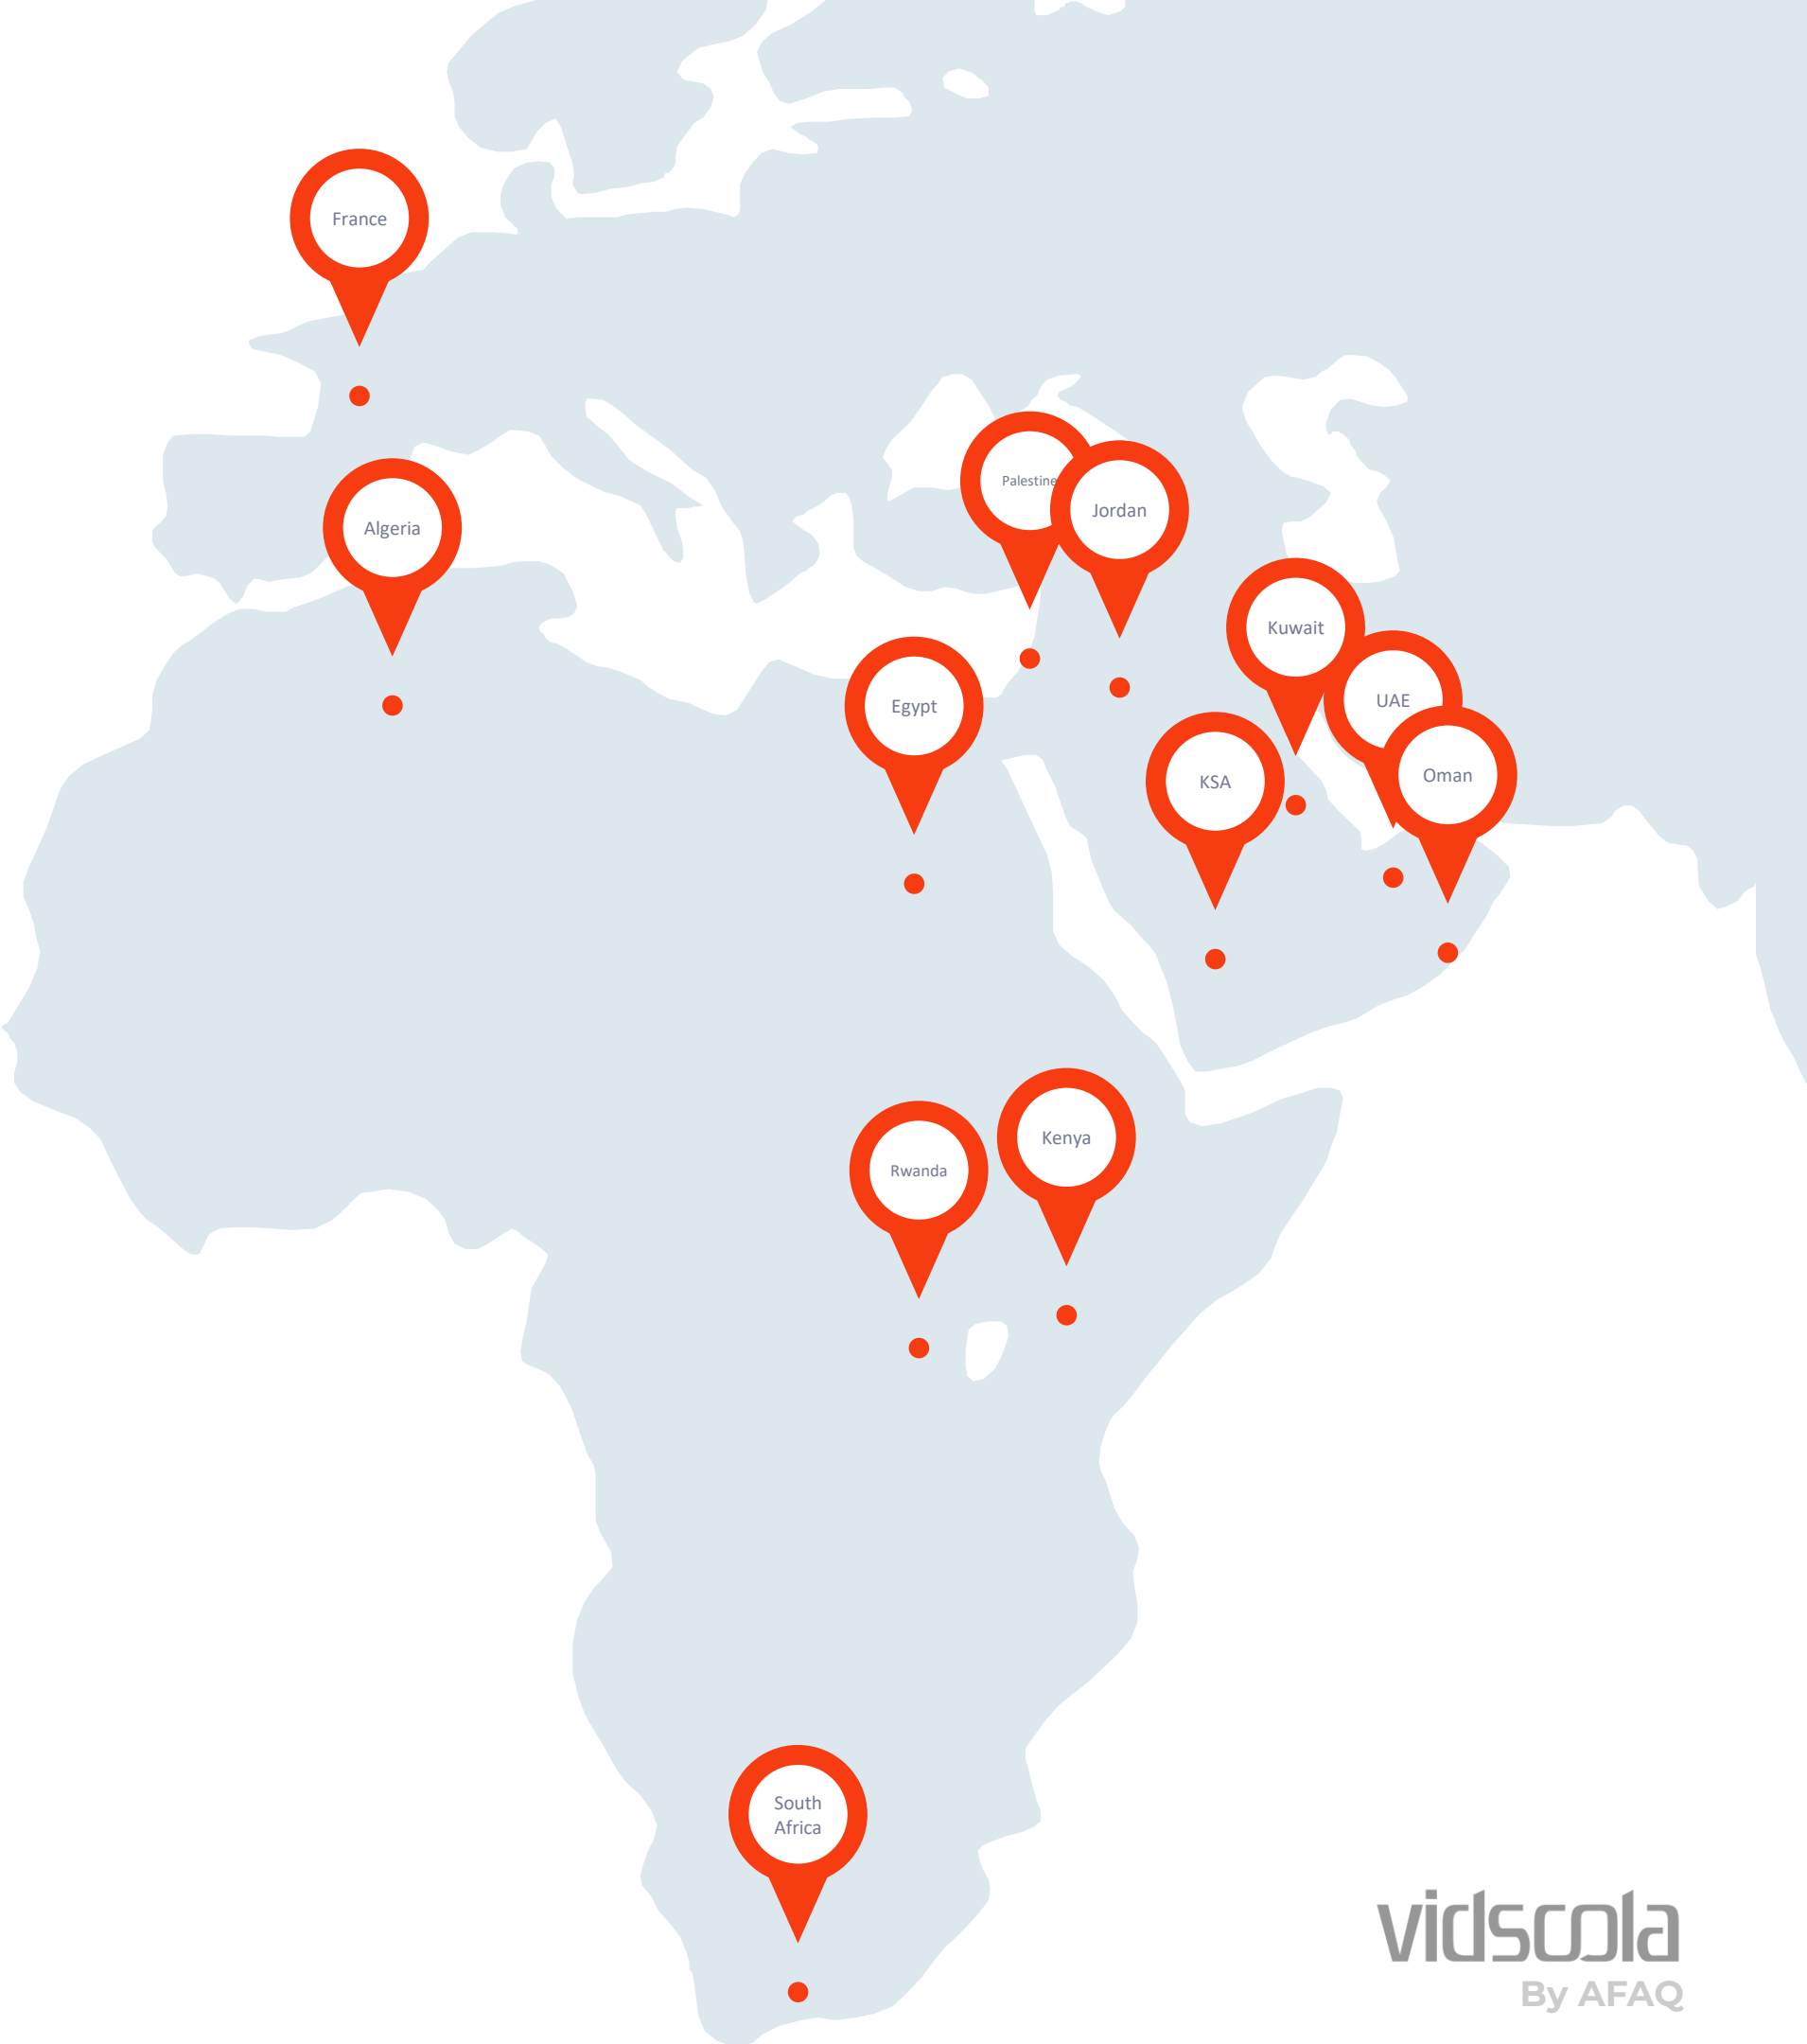 France
Palestine
Jordan
Algeria
Kuwait
UAE
Egypt
KSA
Oman
Kenya
Rwanda
South
Africa
vidscola
By AFAQ